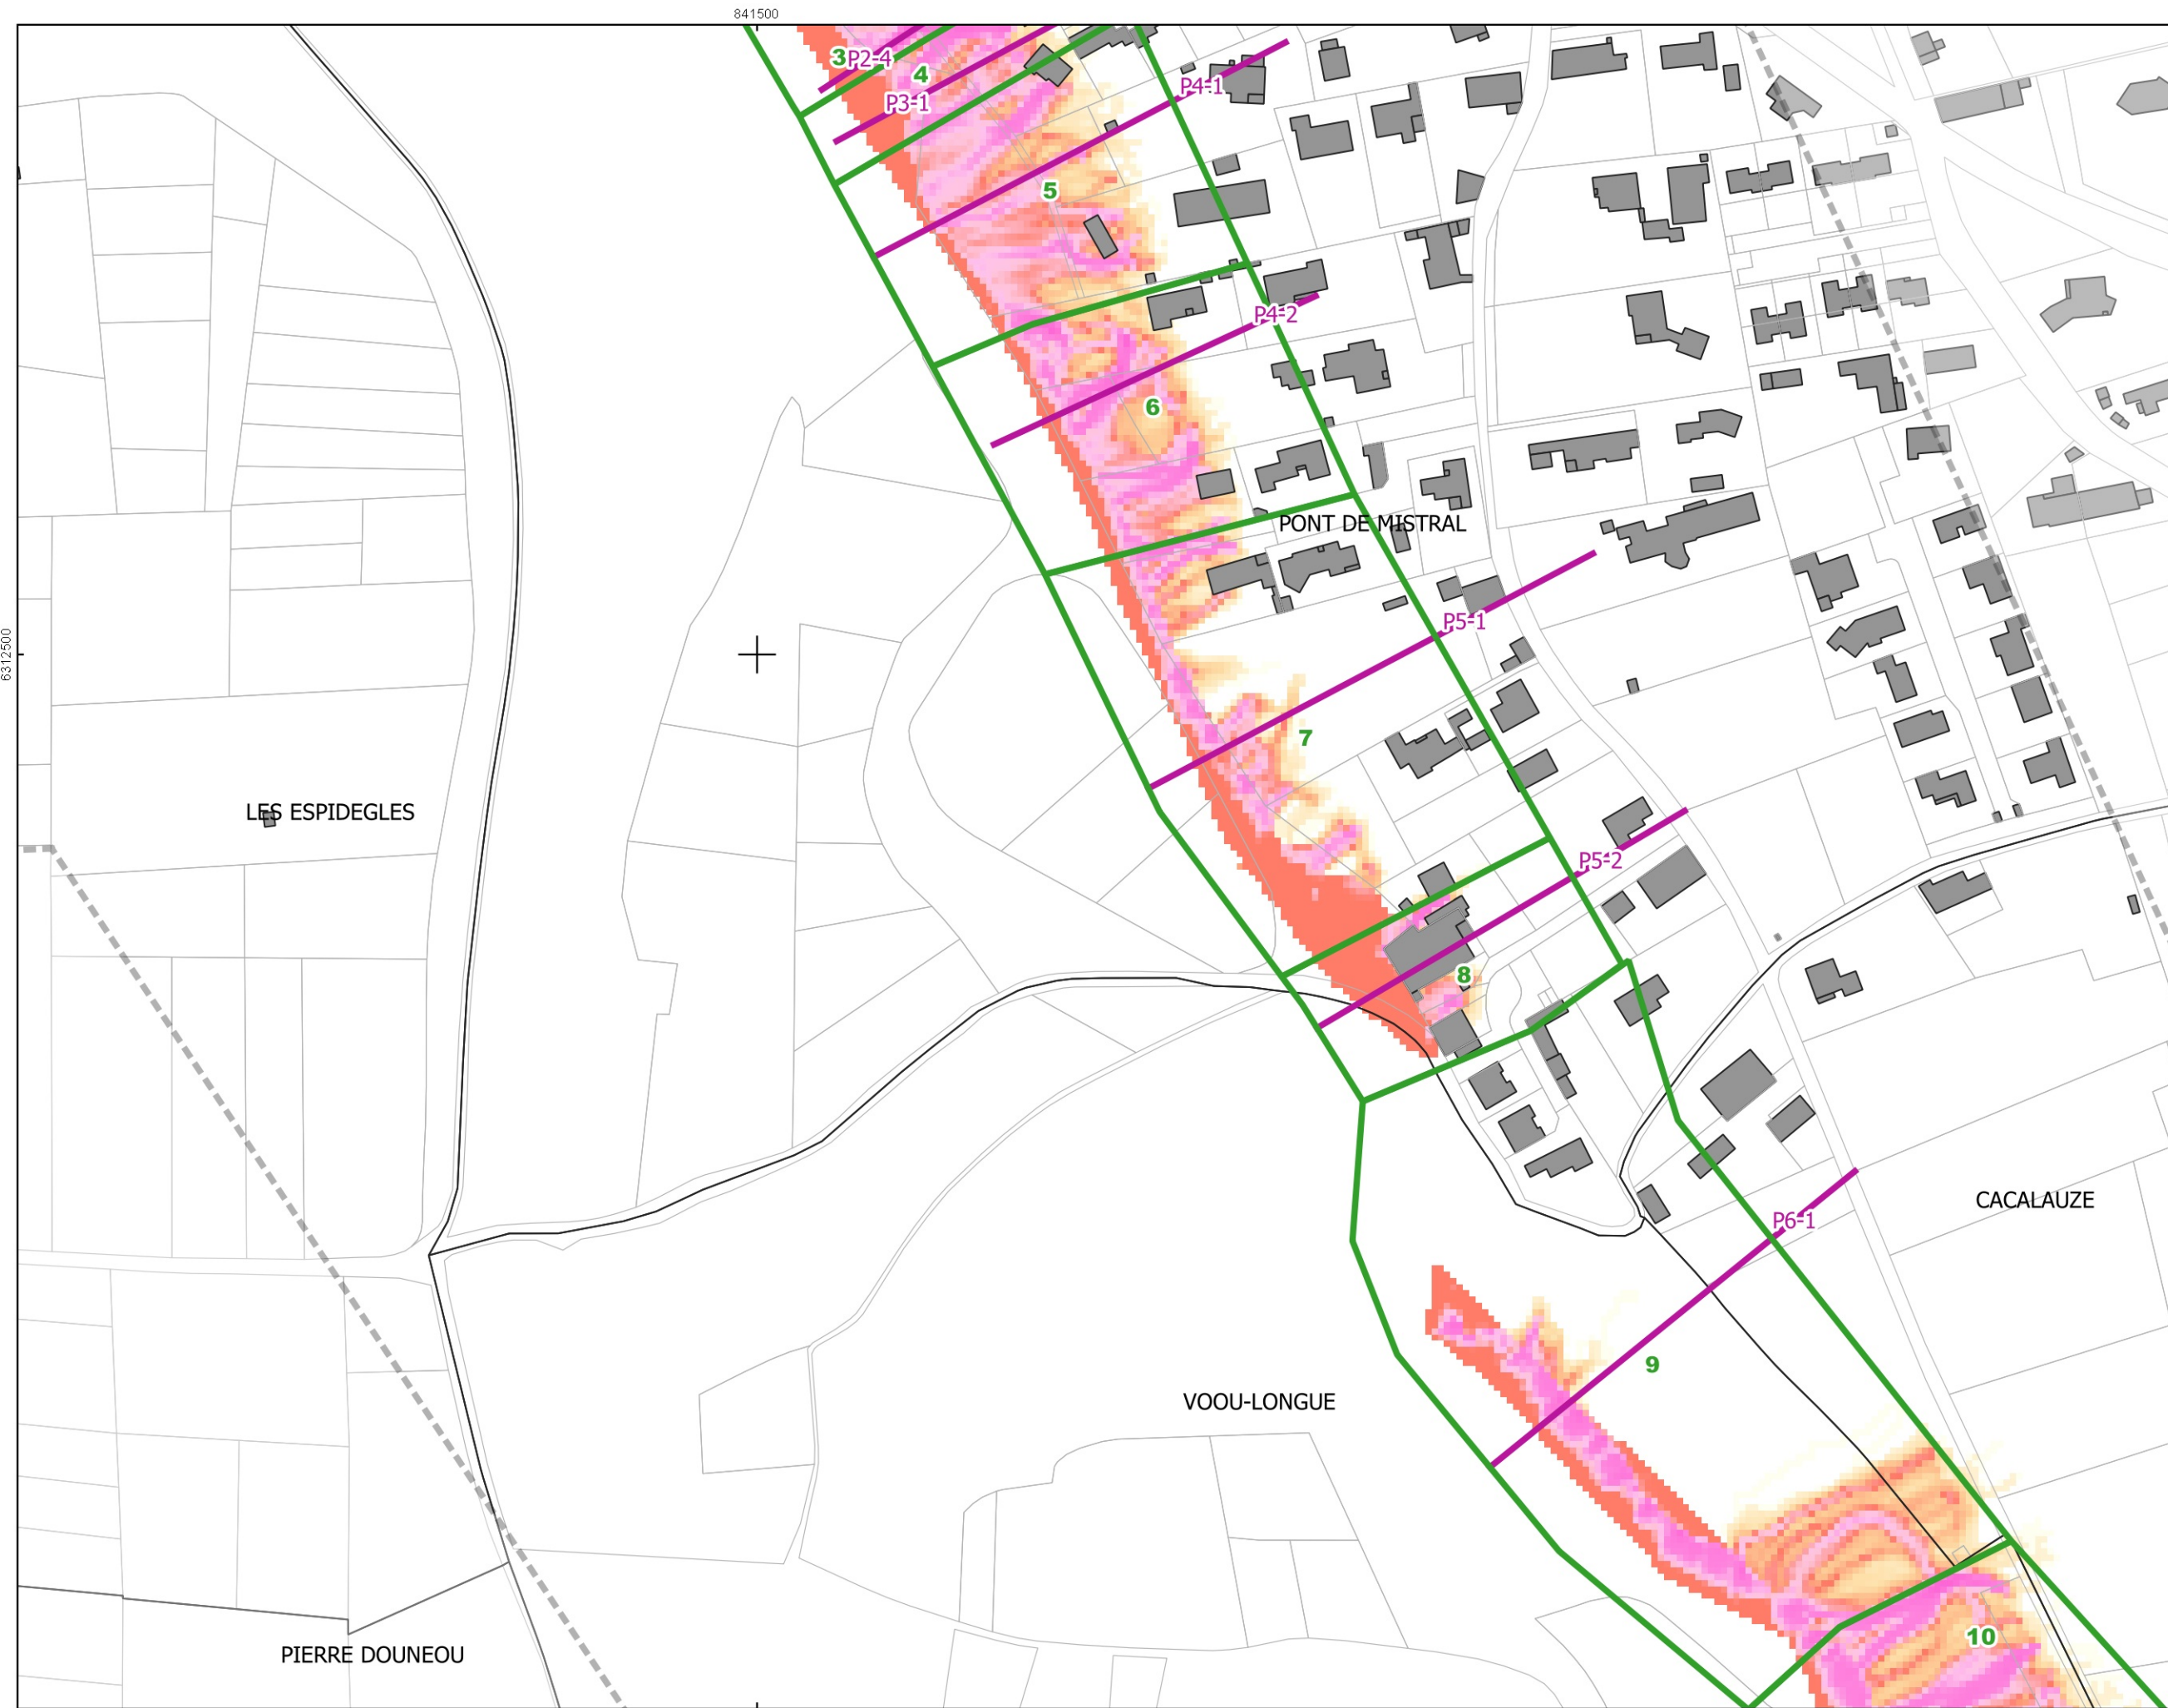 841500
3
P2-4
4
P4-1
P3-1
5
P4-2
6
PONT DE MISTRAL
P5-1
6312500
7
LES ESPIDEGLES
P5-2
8
CACALAUZE
P6-1
9
VOOU-LONGUE
10
PIERRE DOUNEOU